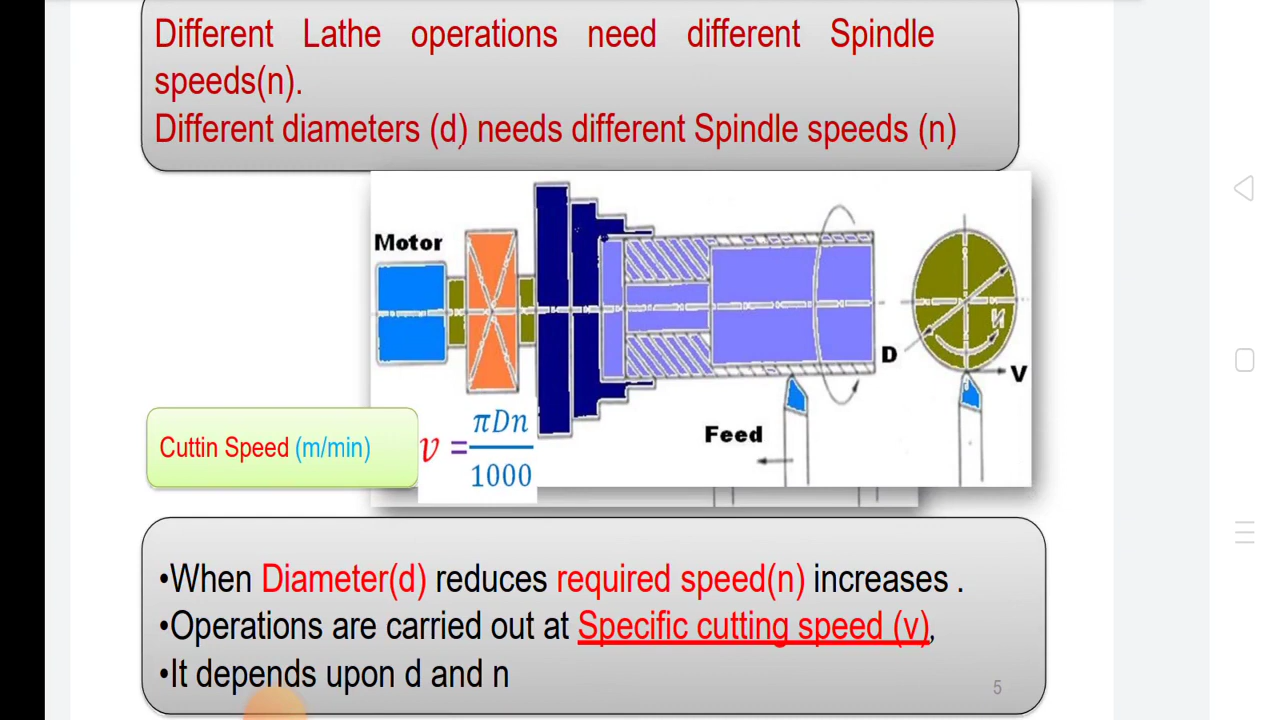 Different Lathe operations need different Spindle
speeds(n).
Different diameters (d) needs different Spindle speeds (n)
Motor
N
D
V
Feed
Cuttin Speed (m/min)
v = πDn/1000
•When Diameter(d) reduces required speed(n) increases .
•Operations are carried out at Specific cutting speed (v),
•It depends upon d and n
5